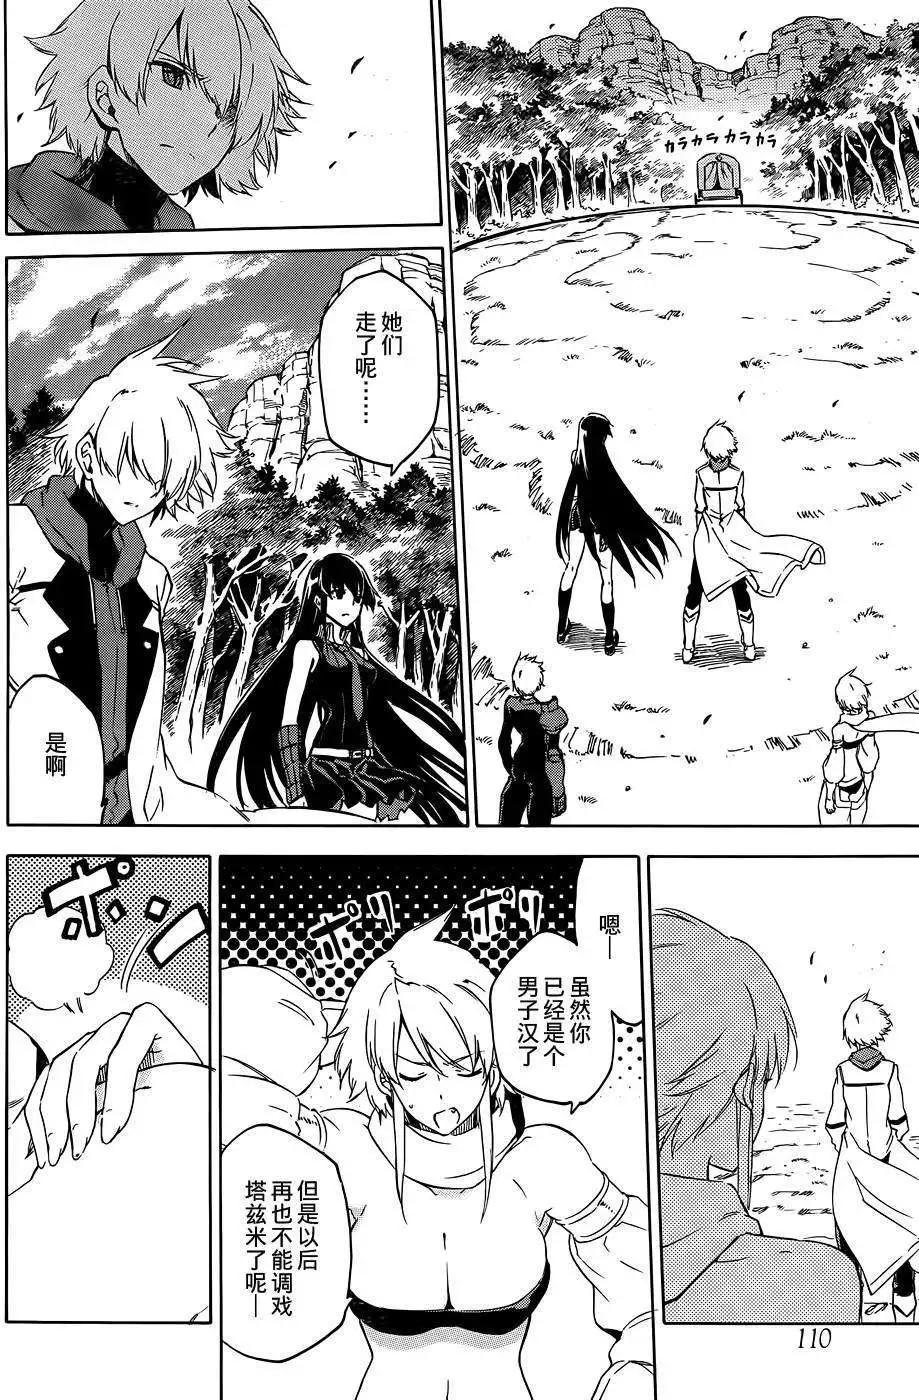 カラカラカラカラ
她们
走了呢……
是啊
嗯—
虽然你
已经是个
男子汉了
ポリ
ポリ
但是以后
再也不能调戏
塔兹米了呢—
ポン
110